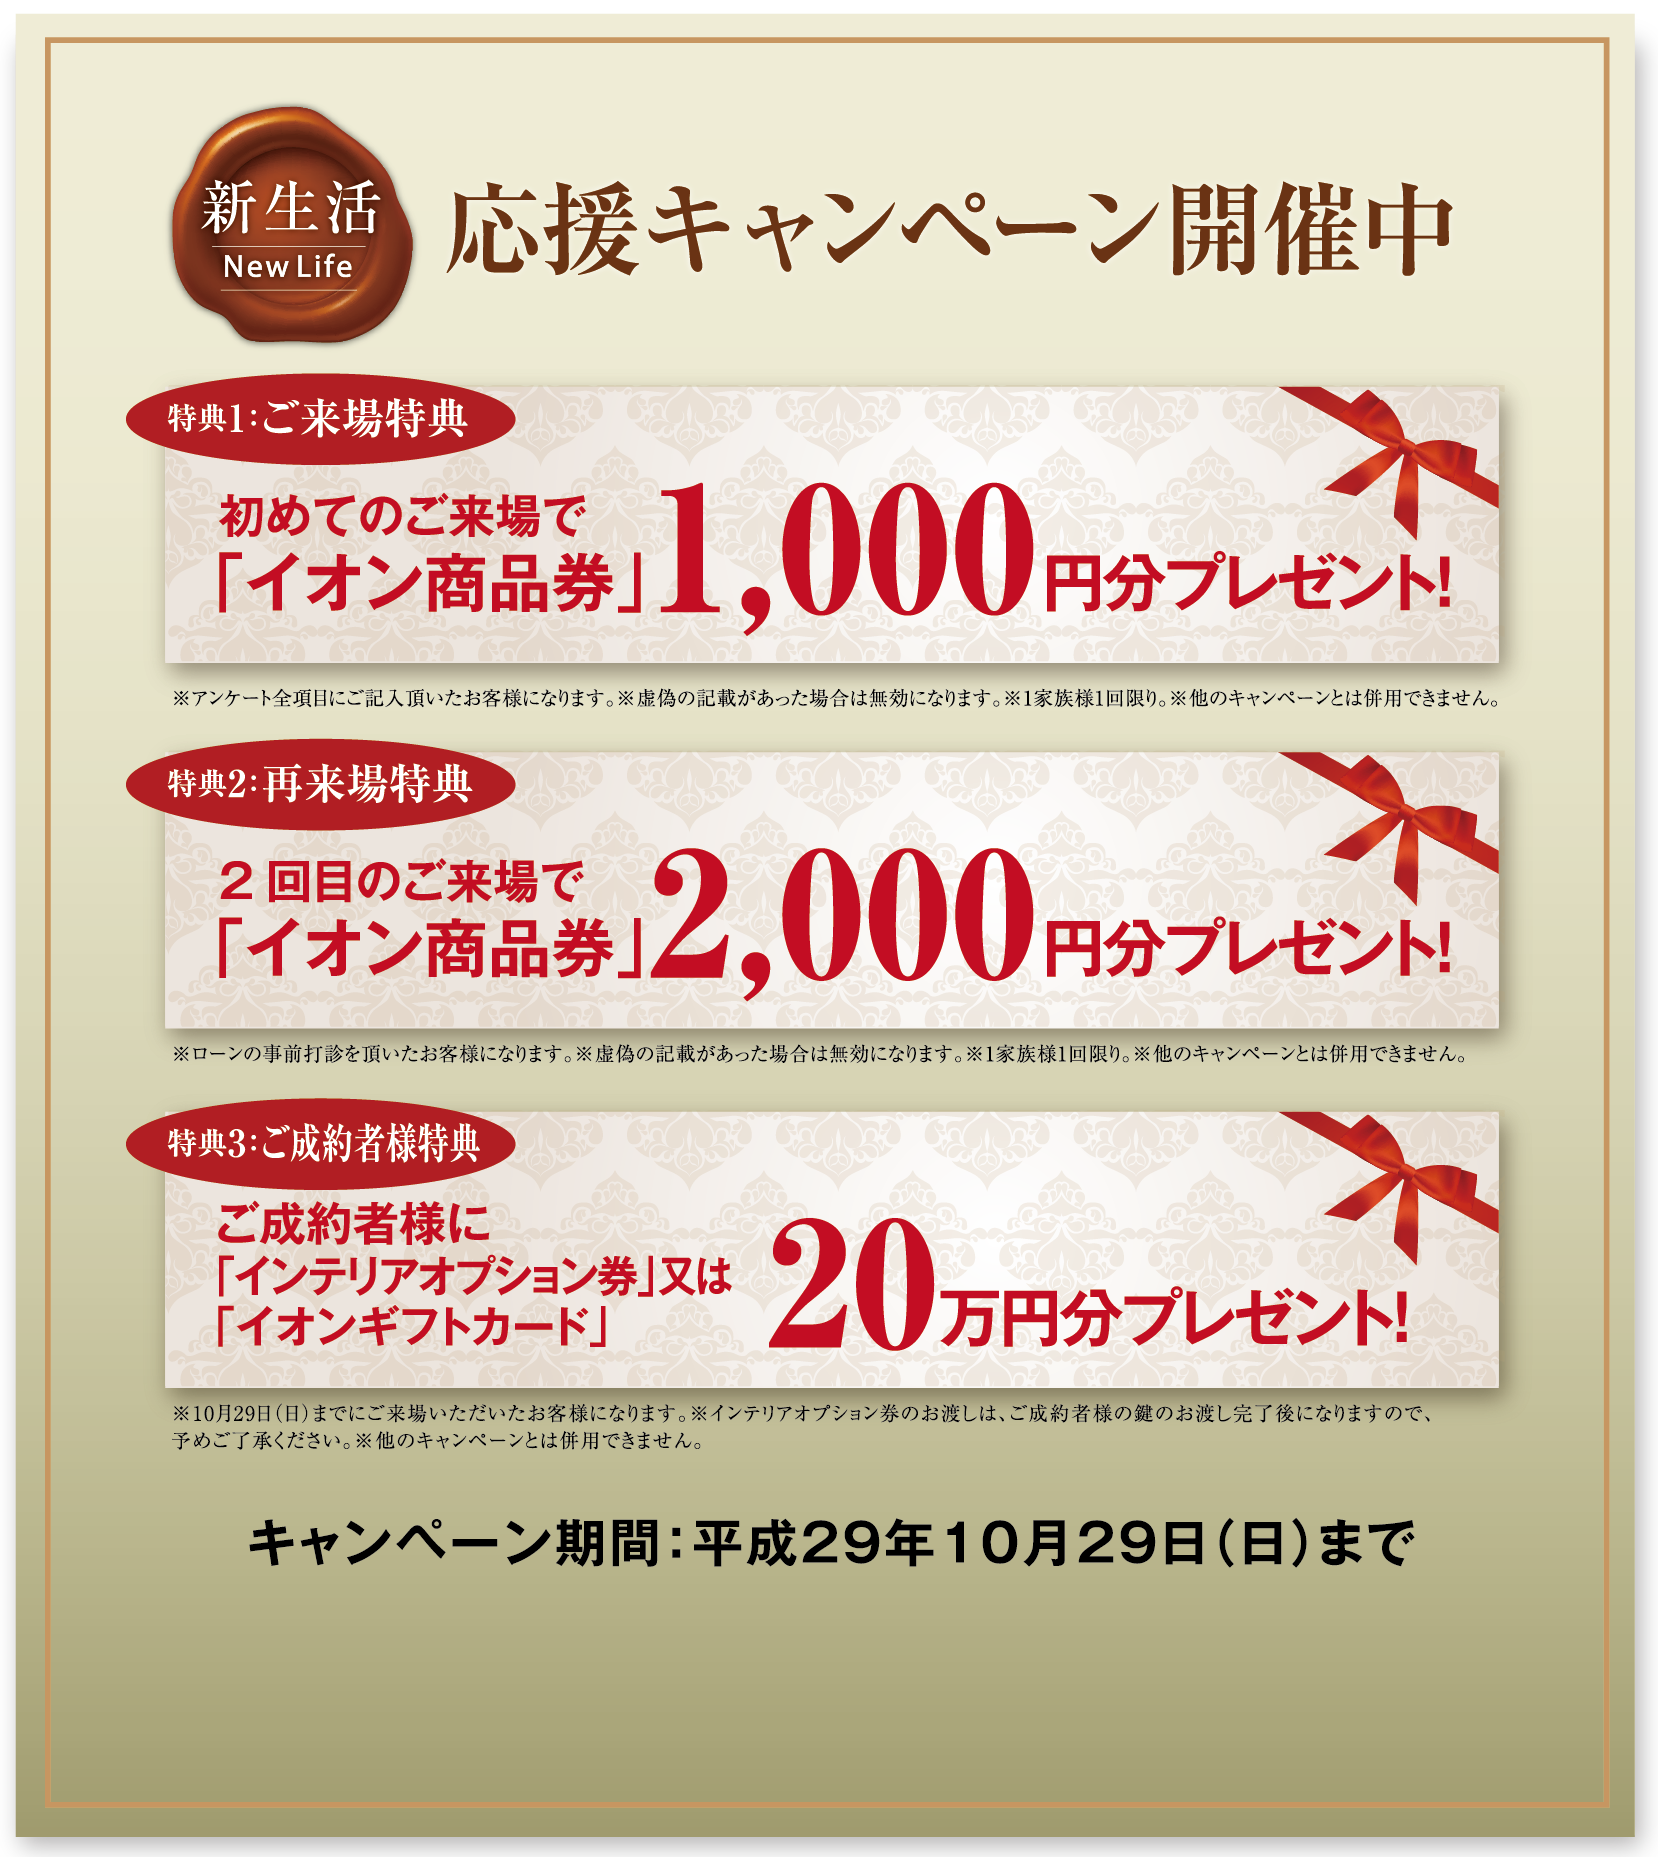 新生活
New Life
応援キャンペーン開催中
特典1：ご来場特典
初めてのご来場で
「イオン商品券」1,000円分プレゼント!
※アンケート全項目にご記入頂いたお客様になります。※虚偽の記載があった場合は無効になります。※1家族様1回限り。※他のキャンペーンとは併用できません。
特典2：再来場特典
2回目のご来場で
「イオン商品券」2,000円分プレゼント!
※ローンの事前打診を頂いたお客様になります。※虚偽の記載があった場合は無効になります。※1家族様1回限り。※他のキャンペーンとは併用できません。
特典3：ご成約者様特典
ご成約者様に
「インテリアオプション券」又は
「イオンギフトカード」
20万円分プレゼント!
※10月29日（日）までにご来場いただいたお客様になります。※インテリアオプション券のお渡しは、ご成約者様の鍵のお渡し完了後になりますので、
予めご了承ください。※他のキャンペーンとは併用できません。
キャンペーン期間：平成29年10月29日（日）まで